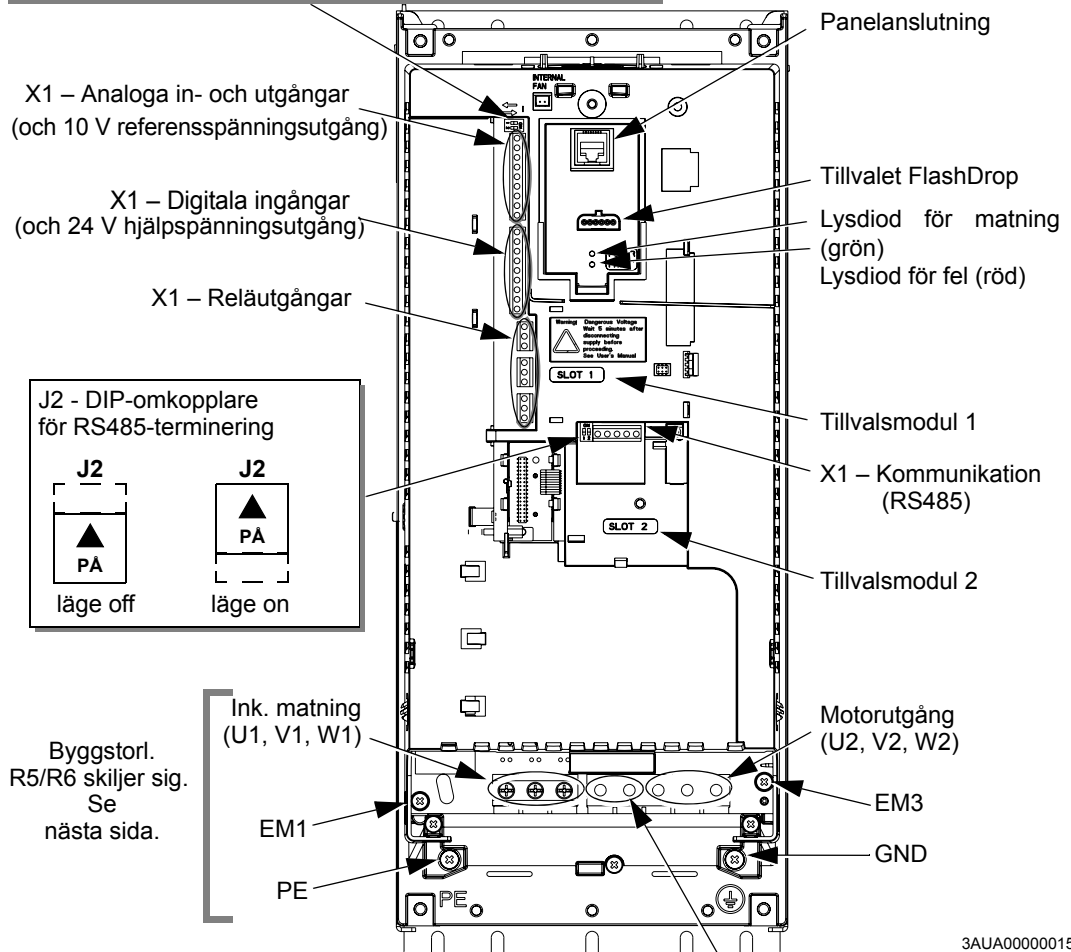 Panelanslutning
INTERNAL
FAN
X1 – Analoga in- och utgångar
(och 10 V referensspänningsutgång)
Tillvalet FlashDrop
X1 – Digitala ingångar
(och 24 V hjälpspänningsutgång)
Lysdiod för matning
(grön)
Lysdiod för fel (röd)
X1 – Reläutgångar
Warning! Dangerous Voltage
Wait 5 minutes after
disconnecting
supply before
proceeding.
See User's Manual
SLOT 1
J2 - DIP-omkopplare
för RS485-terminering
J2
J2
PÅ
PÅ
läge off
läge on
Tillvalsmodul 1
X1 – Kommunikation
(RS485)
SLOT 2
Tillvalsmodul 2
Ink. matning
(U1, V1, W1)
Motorutgång
(U2, V2, W2)
Byggstorl.
R5/R6 skiljer sig.
Se
nästa sida.
EM1
EM3
PE
GND
PE
3AUA00000015